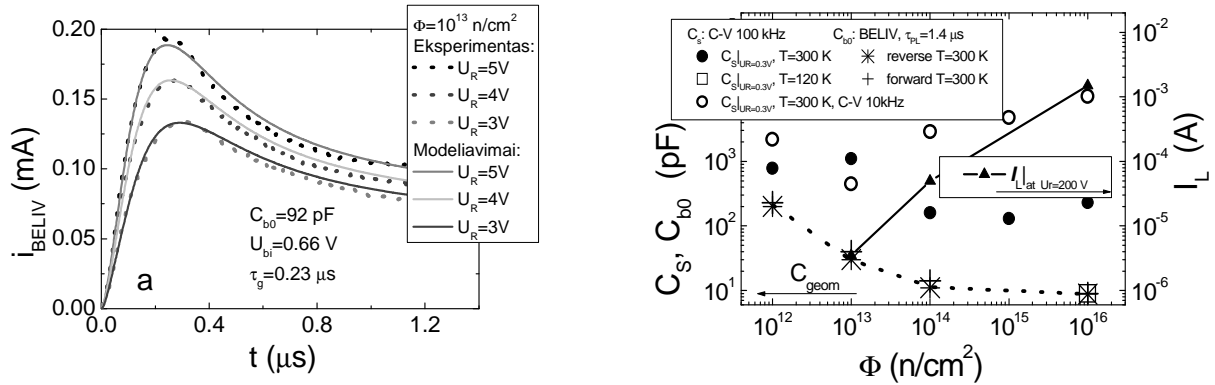 0.20
0.15
0.10
0.05
0.00
0.0
0.4
0.8
1.2
i_BELIV (mA)
t (μs)
Φ=10^13 n/cm^2
Eksperimentas:
U_R=5V
U_R=4V
U_R=3V
Modeliavimai:
U_R=5V
U_R=4V
U_R=3V
C_b0=92 pF
U_bi=0.66 V
τ_g=0.23 μs
a
C_s: C-V 100 kHz
C_b0: BELIV, τ_PL=1.4 μs
C_S|_UR=0.3V, T=300 K
reverse T=300 K
C_S|_UR=0.3V, T=120 K
forward T=300 K
C_S|_UR=0.3V, T=300 K, C-V 10kHz
C_S, C_b0 (pF)
10^3
10^2
10^1
I_L|_at Ur=200 V
C_geom
10^12
10^13
10^14
10^15
10^16
Φ (n/cm^2)
10^-2
10^-3
10^-4
10^-5
10^-6
I_L (A)